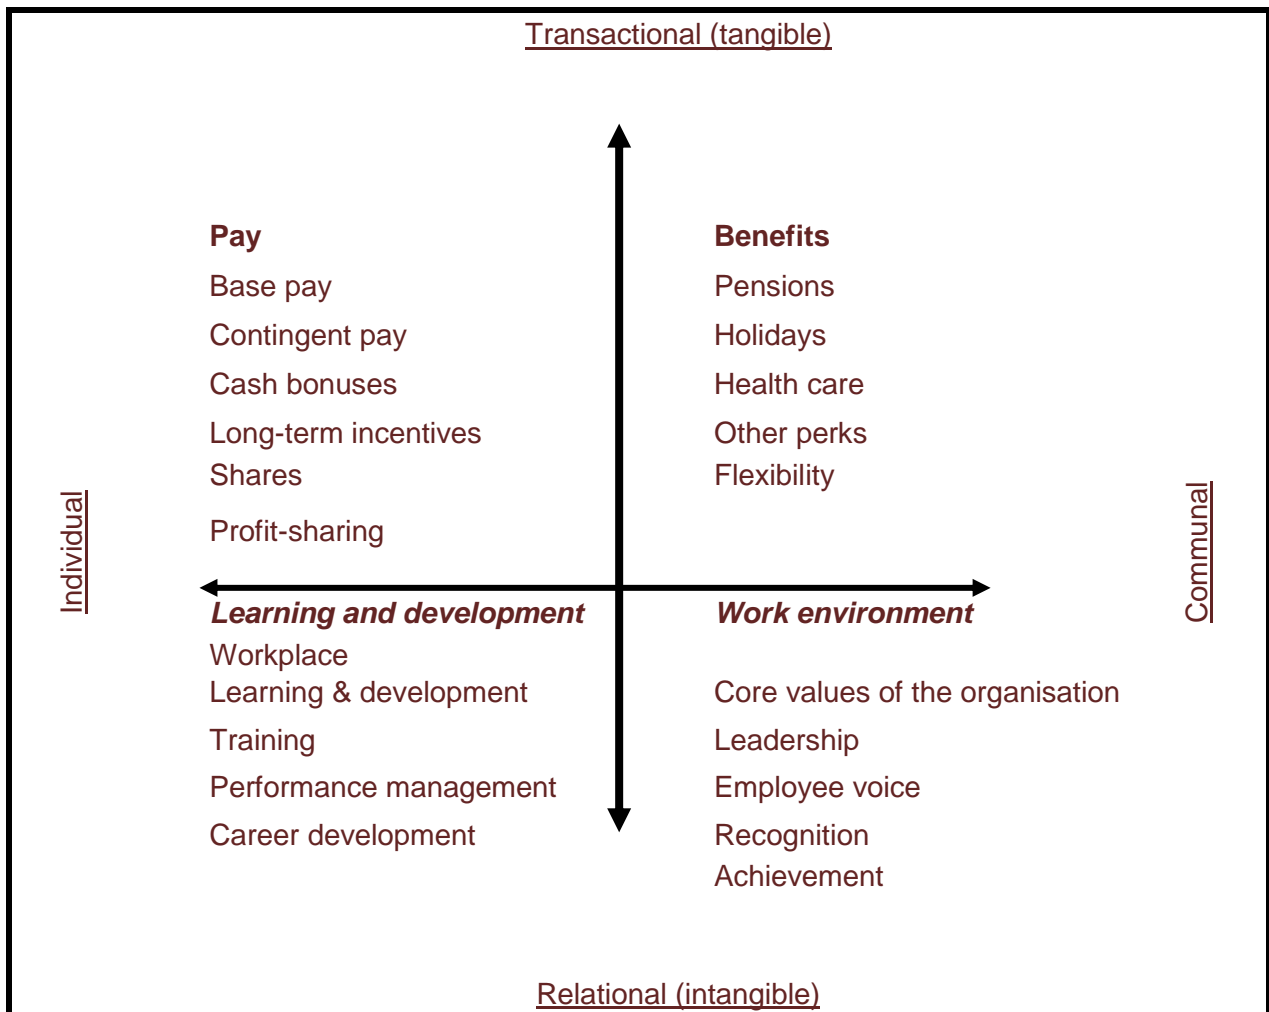 Transactional (tangible)
Pay
Base pay
Contingent pay
Cash bonuses
Long-term incentives
Shares
Profit-sharing
Benefits
Pensions
Holidays
Health care
Other perks
Flexibility
Individual
Communal
Learning and development
Workplace
Learning & development
Training
Performance management
Career development
Work environment
Core values of the organisation
Leadership
Employee voice
Recognition
Achievement
Relational (intangible)